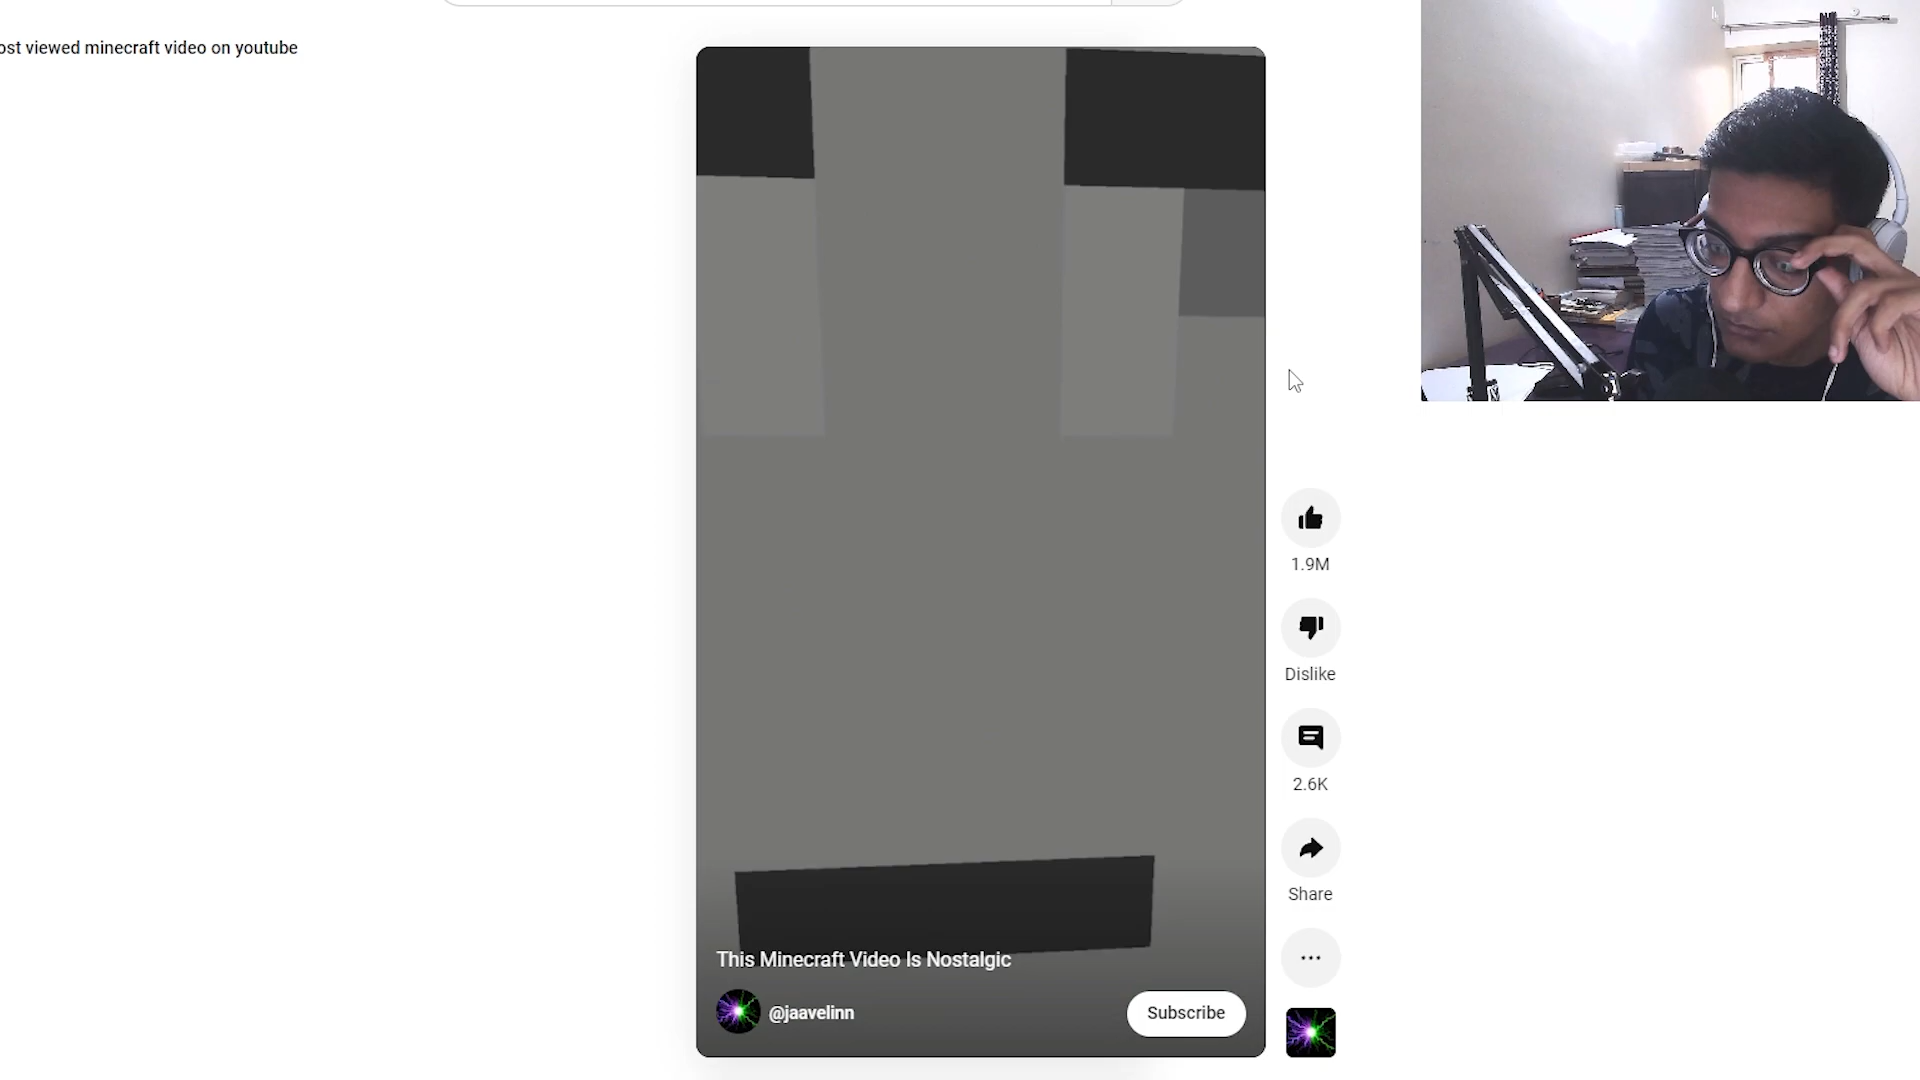 ost viewed minecraft video on youtube
1.9M
Dislike
2.6K
Share
This Minecraft Video Is Nostalgic
@jaavelinn
Subscribe